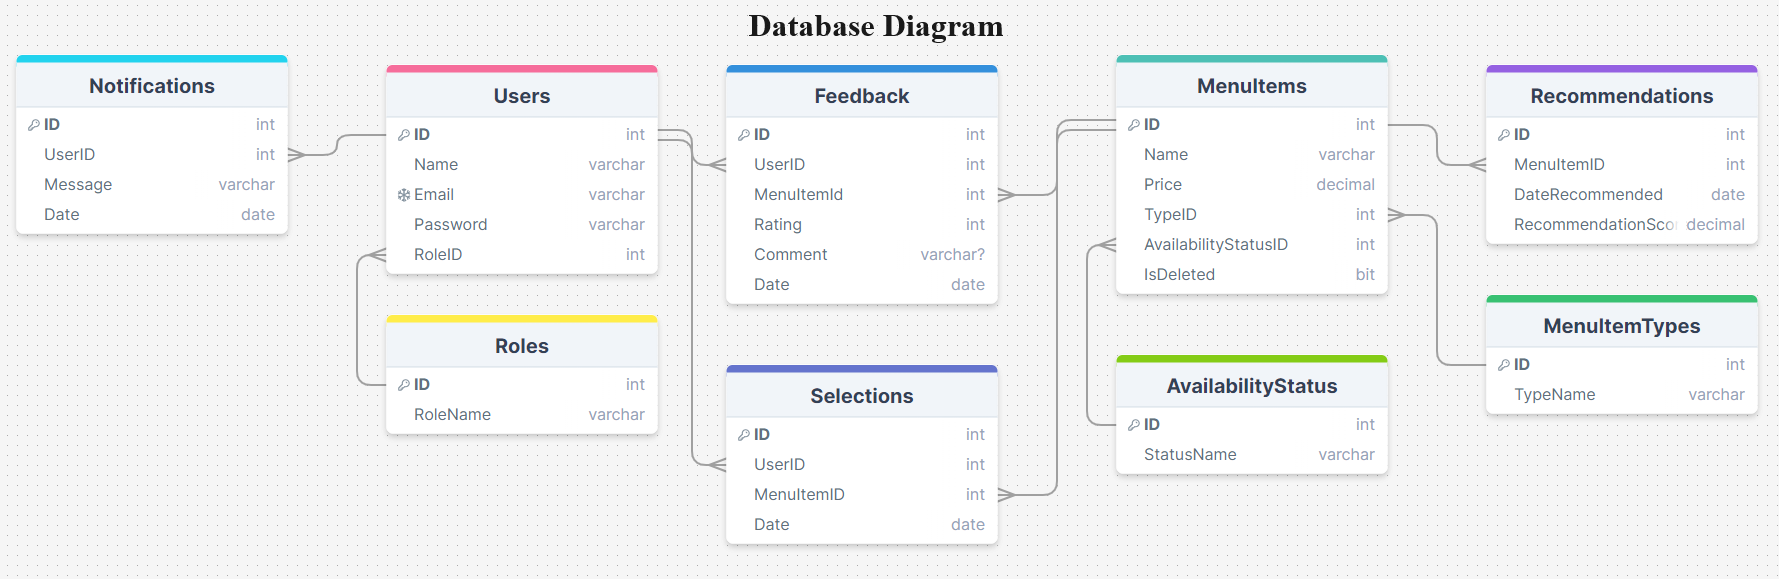 Database Diagram
Notifications
ID int
UserID int
Message varchar
Date date
Users
ID int
Name varchar
Email varchar
Password varchar
RoleID int
Roles
ID int
RoleName varchar
Feedback
ID int
UserID int
MenuItemId int
Rating int
Comment varchar?
Date date
Selections
ID int
UserID int
MenuItemID int
Date date
MenuItems
ID int
Name varchar
Price decimal
TypeID int
AvailabilityStatusID int
IsDeleted bit
AvailabilityStatus
ID int
StatusName varchar
Recommendations
ID int
MenuItemID int
DateRecommended date
RecommendationSco decimal
MenuItemTypes
ID int
TypeName varchar